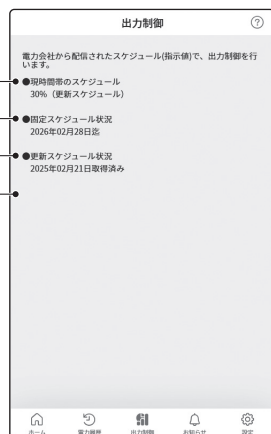 出力制御
電力会社から配信されたスケジュール(指示値)で、出力制御を行
います。
●現時間帯のスケジュール
30%（更新スケジュール）
●固定スケジュール状況
2026年02月28日迄
●更新スケジュール状況
2025年02月21日取得済み
ホーム 電力履歴 出力制御 お知らせ 設定